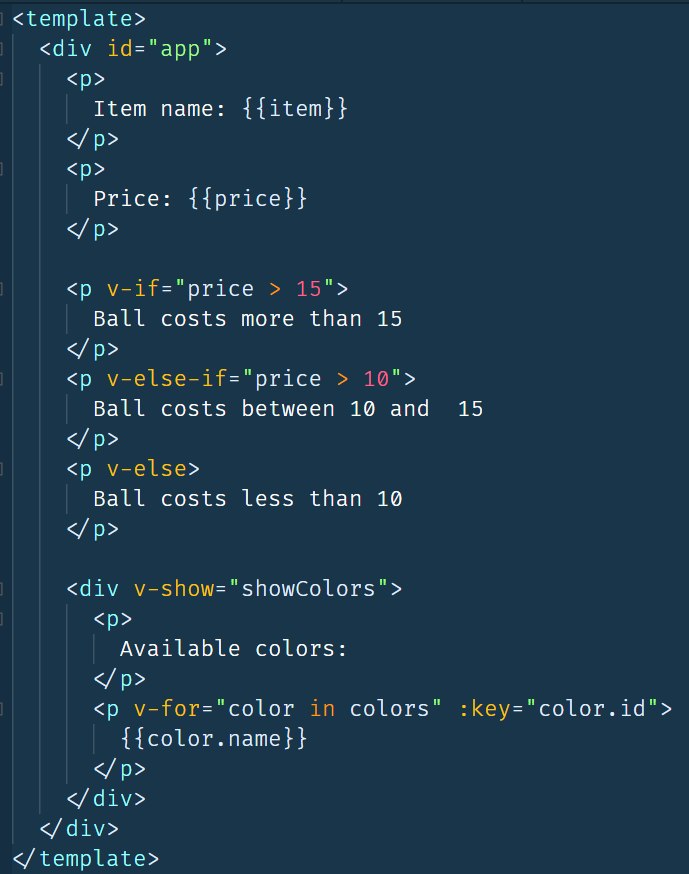 <template>
  <div id="app">
    <p>
      Item name: {{item}}
    </p>
    <p>
      Price: {{price}}
    </p>

    <p v-if="price > 15">
      Ball costs more than 15
    </p>
    <p v-else-if="price > 10">
      Ball costs between 10 and  15
    </p>
    <p v-else>
      Ball costs less than 10
    </p>

    <div v-show="showColors">
      <p>
        Available colors:
      </p>
      <p v-for="color in colors" :key="color.id">
        {{color.name}}
      </p>
    </div>
  </div>
</template>